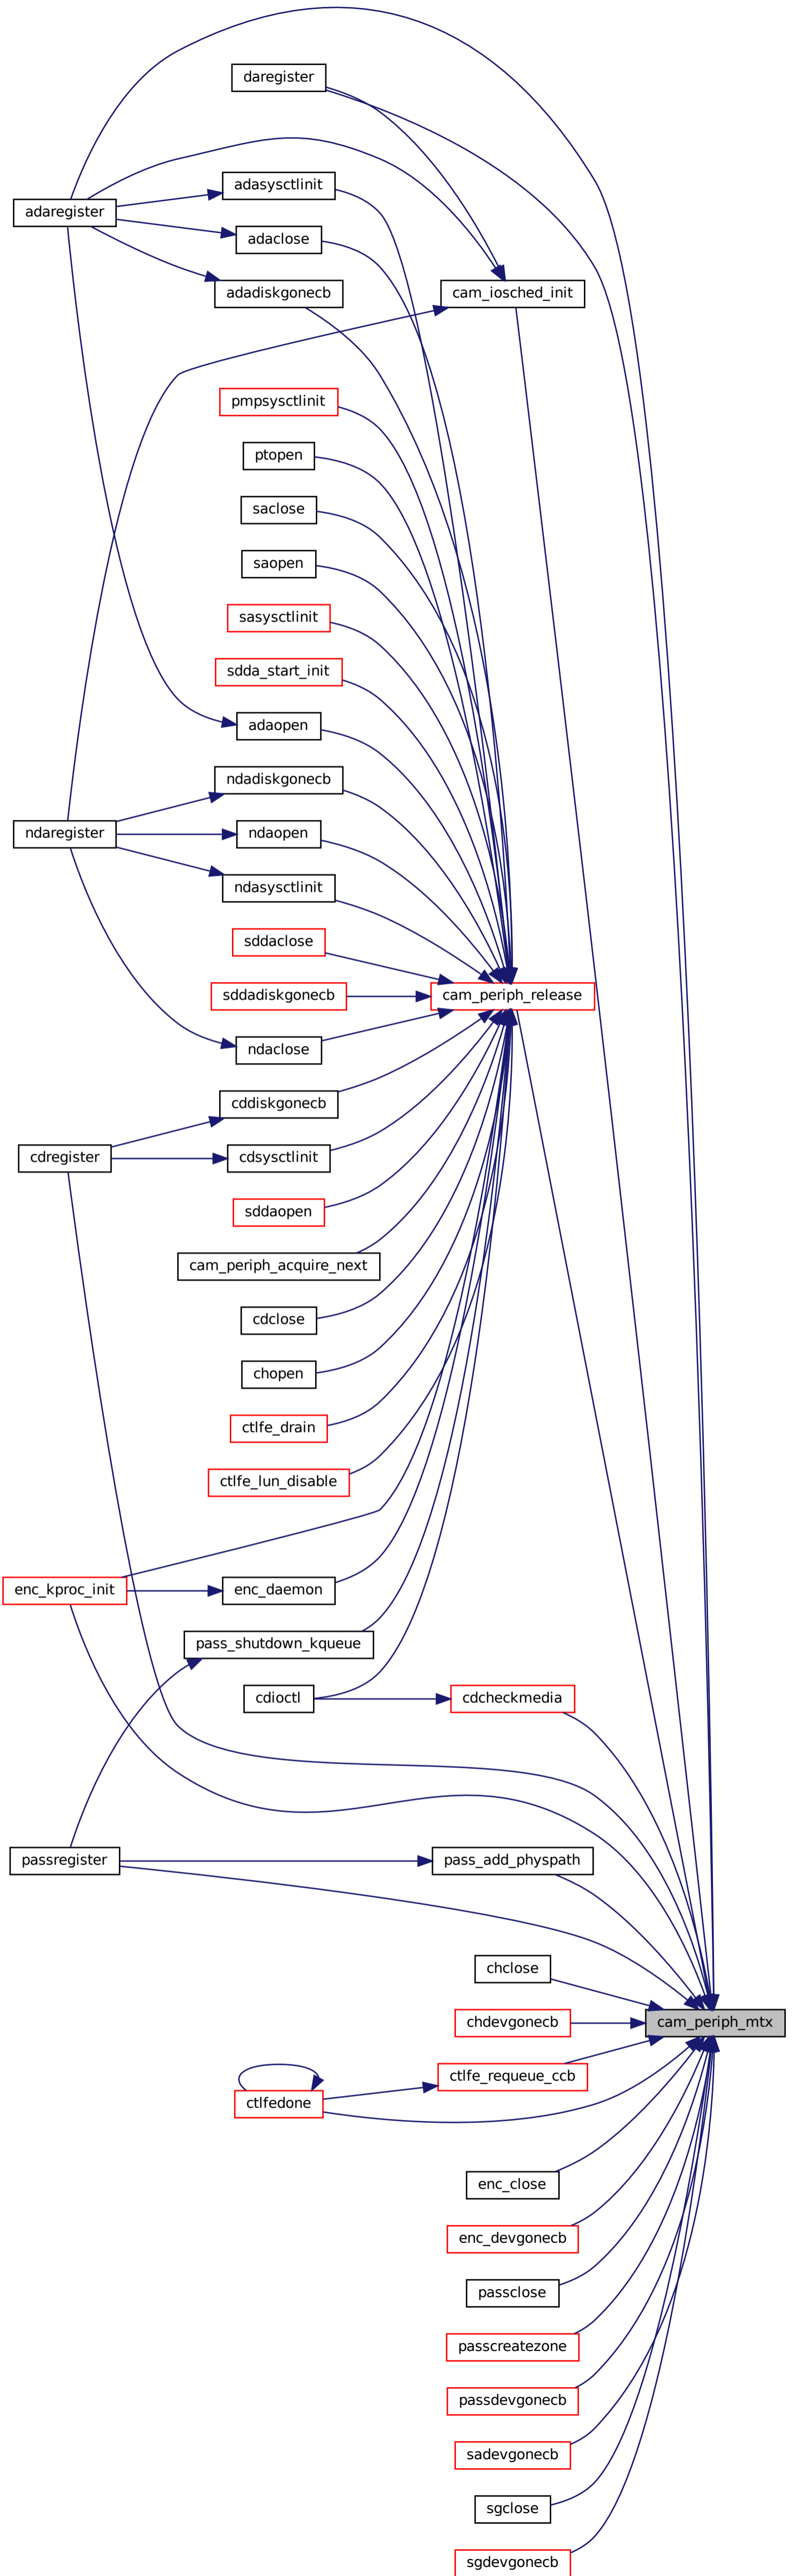 daregister
adasysctlinit
adaregister
adaclose
adadiskgonecb
cam_iosched_init
pmpsysctlinit
ptopen
saclose
saopen
sasysctlinit
sdda_start_init
adaopen
ndadiskgonecb
ndaregister
ndaopen
ndasysctlinit
sddaclose
sddadiskgonecb
cam_periph_release
ndaclose
cddiskgonecb
cdregister
cdsysctlinit
sddaopen
cam_periph_acquire_next
cdclose
chopen
ctlfe_drain
ctlfe_lun_disable
enc_kproc_init
enc_daemon
pass_shutdown_kqueue
cdioctl
cdcheckmedia
passregister
pass_add_physpath
chclose
chdevgonecb
cam_periph_mtx
ctlfe_requeue_ccb
ctlfedone
enc_close
enc_devgonecb
passclose
passcreatezone
passdevgonecb
sadevgonecb
sgclose
sgdevgonecb